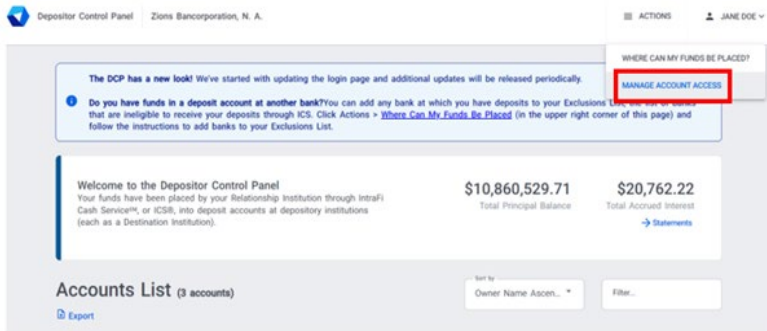 Depositor Control Panel Zions Bancorporation, N. A. ACTIONS JANE DOE
WHERE CAN MY FUNDS BE PLACED?
MANAGE ACCOUNT ACCESS
The DCP has a new look! We've started with updating the login page and additional updates will be released periodically.
Do you have funds in a deposit account at another bank?You can add any bank at which you have deposits to your Exclusions List, the list of banks
that are ineligible to receive your deposits through ICS. Click Actions > Where Can My Funds Be Placed (in the upper right corner of this page) and
follow the instructions to add banks to your Exclusions List.
Welcome to the Depositor Control Panel
Your funds have been placed by your Relationship Institution through IntraFi
Cash Service℠, or ICS®, into deposit accounts at depository institutions
(each as a Destination Institution).
$10,860,529.71 $20,762.22
Total Principal Balance Total Accrued Interest
→ Statements
Accounts List (3 accounts)
Sort by
Owner Name Ascen... Filter...
Export